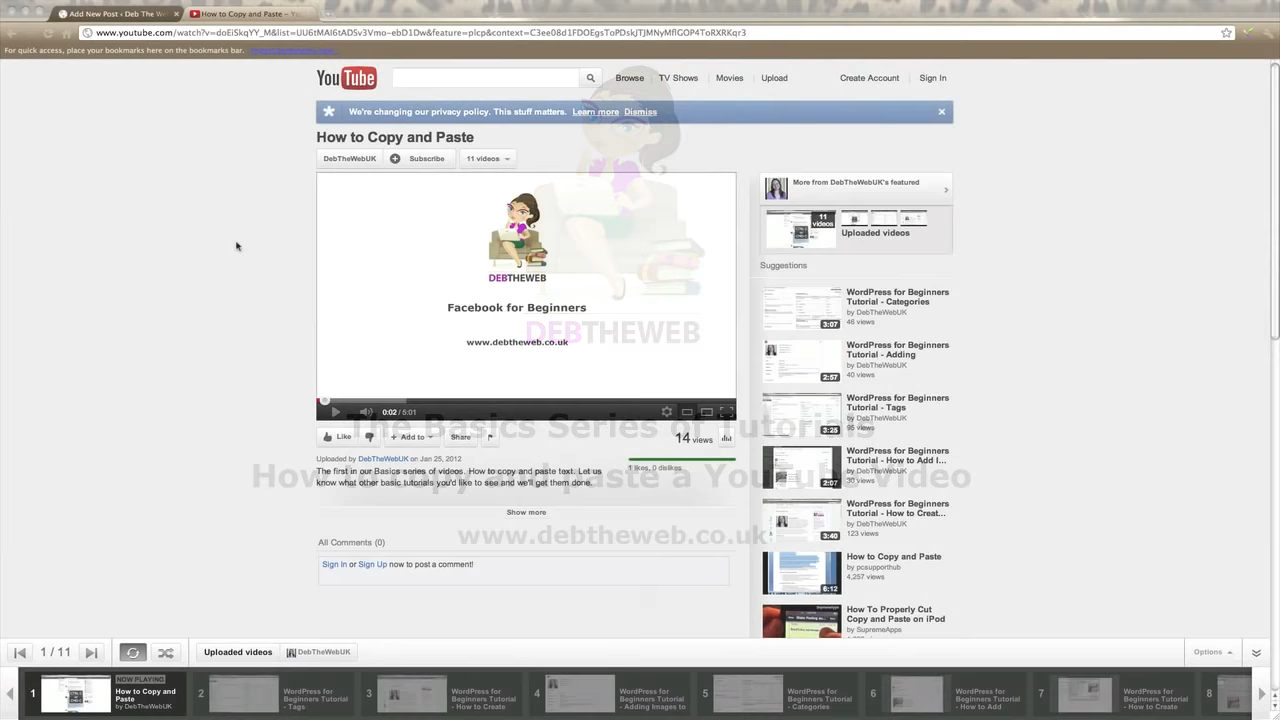 Add New Post ‹ Deb The We
How to Copy and Paste –
www.youtube.com/watch?v=doEiSkqYY_M&list=UU6tMAl6tADSv3Vmo-ebD1Dw&feature=plcp&context=C3ee08d1FDOEgsToPDskJTJMNyMflGOP4ToRXRKqr3
For quick access, place your bookmarks here on the bookmarks bar.
YouTube
Browse
TV Shows
Movies
Upload
Create Account
Sign In
We're changing our privacy policy. This stuff matters. Learn more Dismiss
How to Copy and Paste
DebTheWebUK
Subscribe
11 videos
DEBTHEWEB
Facebook for Beginners
www.debtheweb.co.uk
DEBTHEWEB
0:02 / 5:01
Like
Add to
Share
14 views
The Basics Series of Tutorials
Uploaded by DebTheWebUK on Jan 25, 2012
1 likes, 0 dislikes
The first in our Basics series of videos. How to copy and paste text. Let us
know what other basic tutorials you'd like to see and we'll get them done.
How to Copy and paste a YouTube Video
Show more
www.debtheweb.co.uk
All Comments (0)
Sign In or Sign Up now to post a comment!
More from DebTheWebUK's featured
11
videos
Uploaded videos
Suggestions
WordPress for Beginners
Tutorial - Categories
by DebTheWebUK
46 views
3:07
WordPress for Beginners
Tutorial - Adding
by DebTheWebUK
40 views
2:57
WordPress for Beginners
Tutorial - Tags
by DebTheWebUK
views
3:25
WordPress for Beginners
Tutorial - How to Add I...
by DebTheWebUK
30 views
2:07
WordPress for Beginners
Tutorial - How to Creat...
by DebTheWebUK
123 views
3:40
How to Copy and Paste
by pcsupporthub
4,257 views
6:12
How To Properly Cut
Copy and Paste on iPod
by SupremeApps
1 / 11
Uploaded videos
DebTheWebUK
Options
1
NOW PLAYING
How to Copy and
Paste
by DebTheWebUK
2
WordPress for
Beginners Tutorial
- Tags
3
WordPress for
Beginners Tutorial
- How to Create
4
WordPress for
Beginners Tutorial
- Adding Images to
5
WordPress for
Beginners Tutorial
- Categories
6
WordPress for
Beginners Tutorial
- How to Add
7
WordPress for
Beginners Tutorial
- How to Create
8